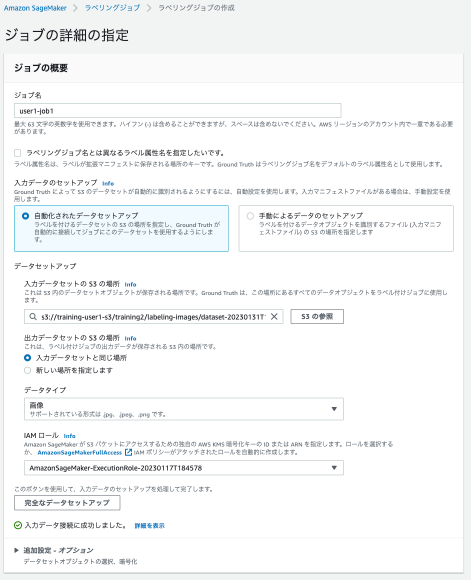 Amazon SageMaker > ラベリングジョブ > ラベリングジョブの作成
ジョブの詳細の指定
ジョブの概要
ジョブ名
user1-job1
最大 63 文字の英数字を使用できます。ハイフン (-) は含めることができますが、スペースは含めないでください。AWS リージョンのアカウント内で一意である必要
があります。
ラベリングジョブ名とは異なるラベル属性名を指定したいです。
ラベル属性名は、ラベルが拡張マニフェストに保存される場所のキーです。Ground Truth はラベリングジョブ名をデフォルトのラベル属性名として使用します。
入力データのセットアップ Info
Ground Truth によって S3 のデータセットが自動的に識別されるようにするには、自動設定を使用します。入力マニフェストファイルがある場合は、手動設定を使
用します。
自動化されたデータセットアップ
ラベルを付けるデータセットの S3 の場所を指定し、Ground Truth が
自動的に接続してジョブにこのデータセットを使用するようにしま
す。
手動によるデータのセットアップ
ラベルを付けるデータオブジェクトを識別するファイル (入力マニ
フェストファイル) の S3 の場所を指定します
データセットアップ
入力データセットの S3 の場所 Info
これは S3 内のデータセットオブジェクトが保存される場所です。Ground Truth は、この場所にあるすべてのデータオブジェクトをラベル付けジョブに使用し
ます。
s3://training-user1-s3/training2/labeling-images/dataset-20230131T
S3 の参照
出力データセットの S3 の場所 Info
これは、ラベル付けジョブの出力データが保存される S3 内の場所です。
入力データセットと同じ場所
新しい場所を指定します
データタイプ
画像
サポートされている形式は .jpg、.jpeg、.png です。
IAM ロール Info
Amazon SageMaker が S3 バケットにアクセスするための独自の AWS KMS 暗号化キーの ID または ARN を指定します。ロールを選択する
か、AmazonSageMakerFullAccess IAM ポリシーがアタッチされたロールを自動的に作成します。
AmazonSageMaker-ExecutionRole-20230117T184578
このボタンを使用して、入力データのセットアップを処理して完了します。
完全なデータセットアップ
入力データ接続に成功しました。 詳細を表示
追加設定 - オプション
データセットオブジェクトの選択、暗号化